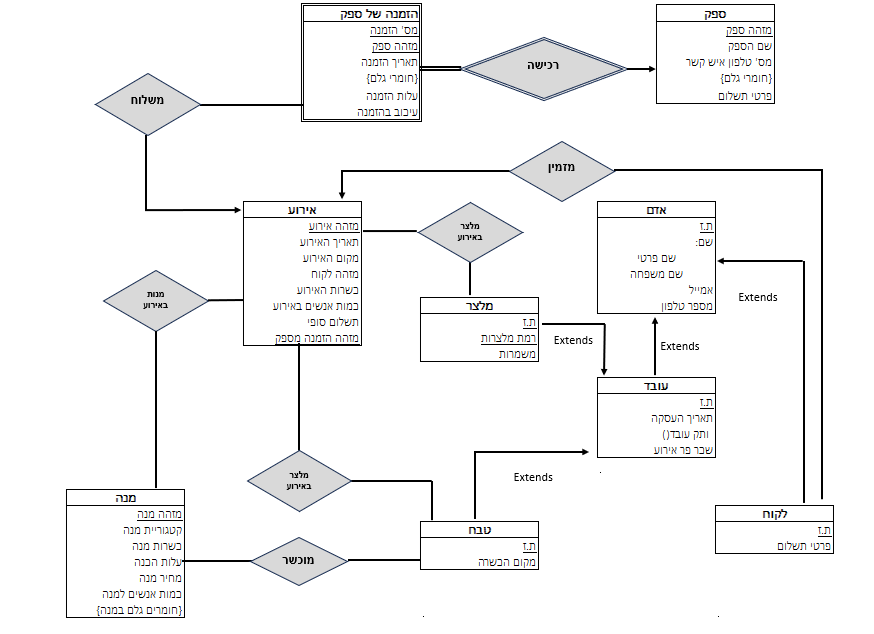 ספק
מזהה ספק
שם הספק
מס' טלפון איש קשר
{חומרי גלם}
פרטי תשלום
רכישה
הזמנה של ספק
מס' הזמנה
מזהה ספק
תאריך הזמנה
{חומרי גלם}
עלות הזמנה
עיכוב בהזמנה
משלוח
מזמין
אדם
ת.ז
שם:
שם פרטי
שם משפחה
אמייל
מספר טלפון
Extends
מלצר
באירוע
אירוע
מזהה אירוע
תאריך האירוע
מקום האירוע
מזהה לקוח
כשרות האירוע
כמות אנשים באירוע
תשלום סופי
מזהה הזמנה מספק
מנות
באירוע
מלצר
ת.ז
רמת מלצרות
משמרות
Extends
Extends
עובד
ת.ז
תאריך העסקה
ותק עובד()
שכר פר אירוע
מלצר
באירוע
Extends
לקוח
ת.ז
פרטי תשלום
טבח
ת.ז
מקום הכשרה
מוכשר
מנה
מזהה מנה
קטגוריית מנה
כשרות מנה
עלות הכנה
מחיר מנה
כמות אנשים למנה
{חומרים גלם במנה}